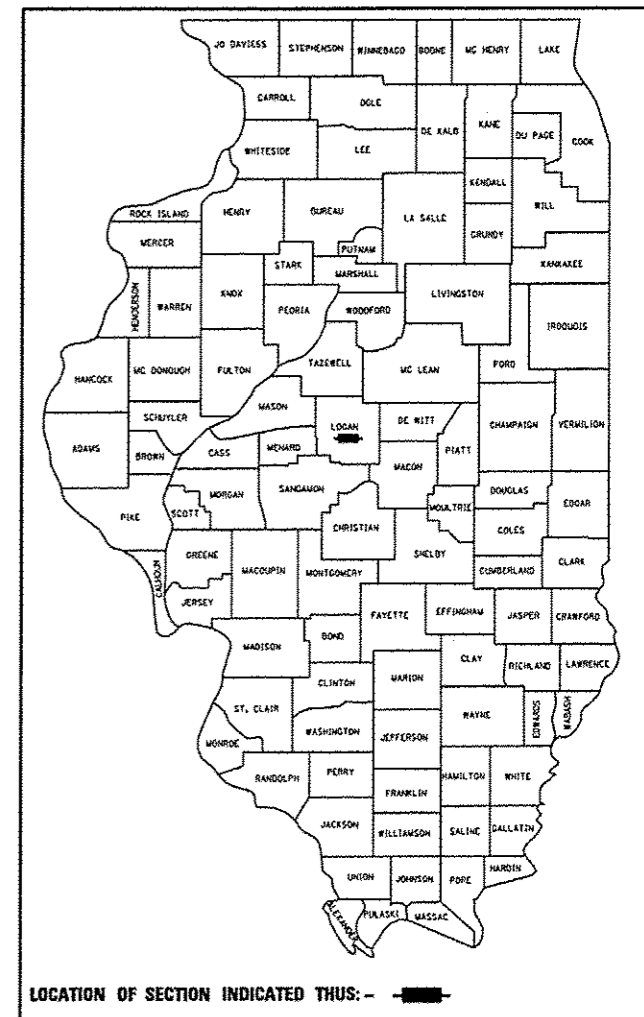 JO DAVIESS STEPHENSON WINNEBAGO BOONE MC HENRY LAKE
CARROLL OGLE
DE KALB KANE DU PAGE COOK
WHITESIDE LEE
KENDALL WILL
ROCK ISLAND HENRY BUREAU LA SALLE GRUNDY
MERCER PUTNAM
STARK KANKAKEE
MARSHALL
HENDERSON WARREN KNOX PEORIA WOODFORD LIVINGSTON IROQUOIS
HANCOCK MC DONOUGH FULTON TAZEWELL MC LEAN FORD
SCHUYLER MASON LOGAN DE WITT CHAMPAIGN VERMILION
ADAMS BROWN CASS MENARD MACON PIATT
MORGAN SANGAMON DOUGLAS
PIKE SCOTT CHRISTIAN MOULTRIE COLES EDGAR
GREENE SHELBY
CALHOUN MACOUPIN MONTGOMERY CUMBERLAND CLARK
JERSEY FAYETTE EFFINGHAM JASPER CRAWFORD
MADISON BOND
CLAY RICHLAND LAWRENCE
CLINTON MARION
ST. CLAIR WAYNE EDWARDS WABASH
MONROE WASHINGTON JEFFERSON
RANDOLPH PERRY HAMILTON WHITE
FRANKLIN
JACKSON WILLIAMSON SALINE GALLATIN
UNION JOHNSON POPE HARDIN
ALEXANDER PULASKI MASSAC
LOCATION OF SECTION INDICATED THUS: -